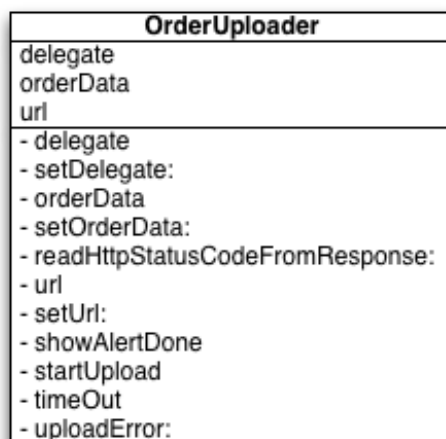 OrderUploader
delegate
orderData
url
- delegate
- setDelegate:
- orderData
- setOrderData:
- readHttpStatusCodeFromResponse:
- url
- setUrl:
- showAlertDone
- startUpload
- timeOut
- uploadError: